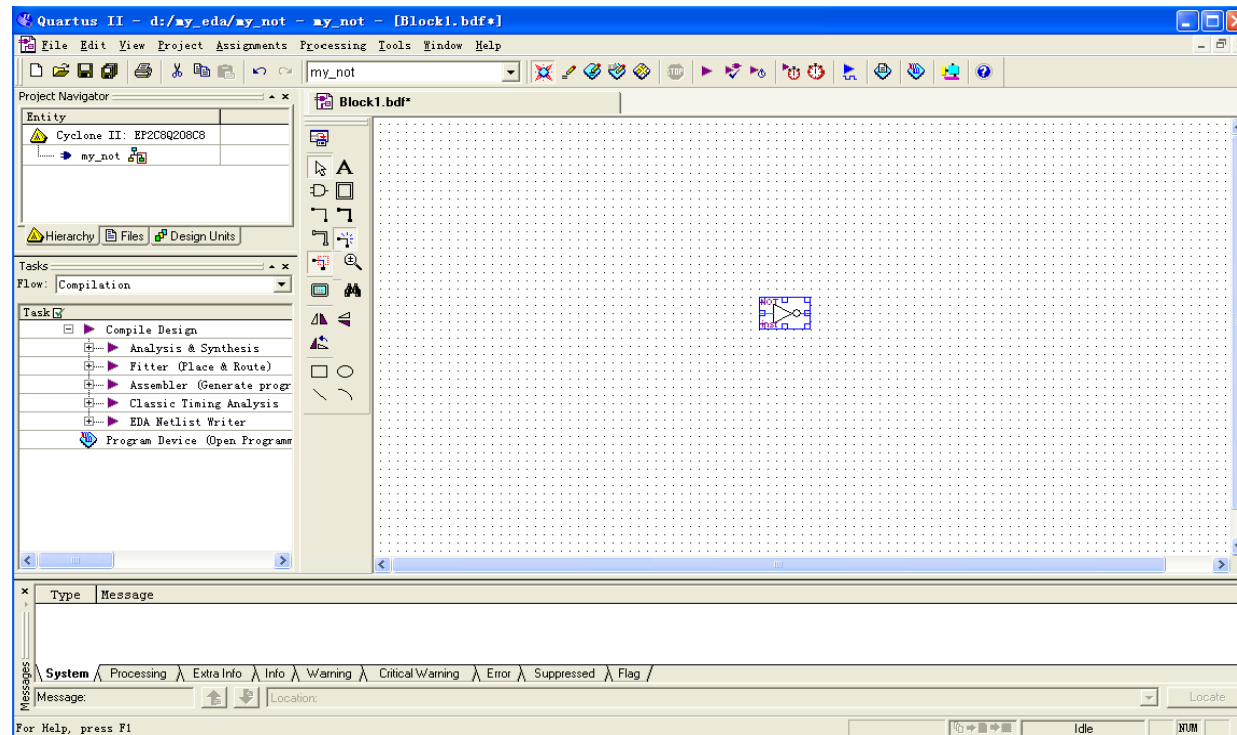 Quartus II - d:/my_eda/my_not - my_not - [Block1.bdf*]
File Edit View Project Assignments Processing Tools Window Help
my_not
STOP
Project Navigator
Block1.bdf*
Entity
Cyclone II: EP2C8Q208C8
my_not
A
Hierarchy Files Design Units
Tasks
Flow: Compilation
Task
Compile Design
Analysis & Synthesis
Fitter (Place & Route)
Assembler (Generate progr
Classic Timing Analysis
EDA Netlist Writer
Program Device (Open Programm
NOT
inst
Type Message
System Processing Extra Info Info Warning Critical Warning Error Suppressed Flag
Messages
Message: Location: Locate
For Help, press F1 Idle NUM